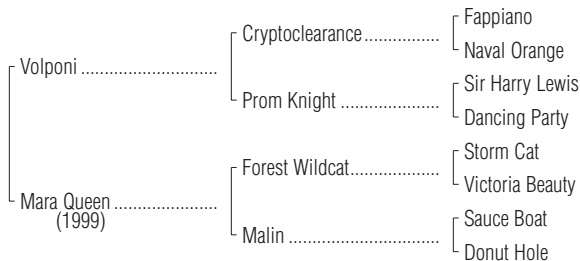 Fappiano
Cryptoclearance................
Naval Orange
Volponi .............................
Sir Harry Lewis
Prom Knight .....................
Dancing Party
Storm Cat
Forest Wildcat...................
Victoria Beauty
Mara Queen ......................
(1999)
Sauce Boat
Malin ................................
Donut Hole